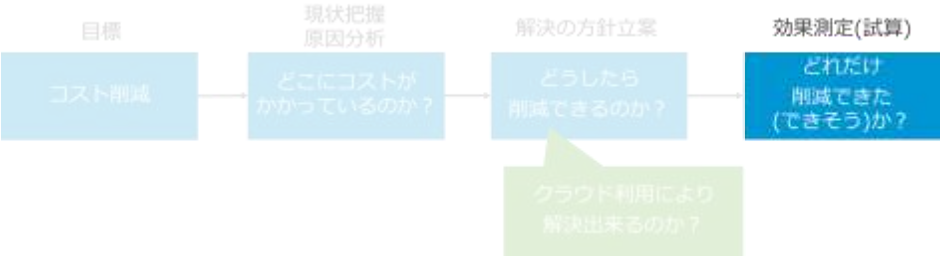 目標
コスト削減
現状把握
原因分析
どこにコストが
かかっているのか？
解決の方針立案
どうしたら
削減できるのか？
クラウド利用により
解決出来るのか？
効果測定(試算)
どれだけ
削減できた
(できそう)か？